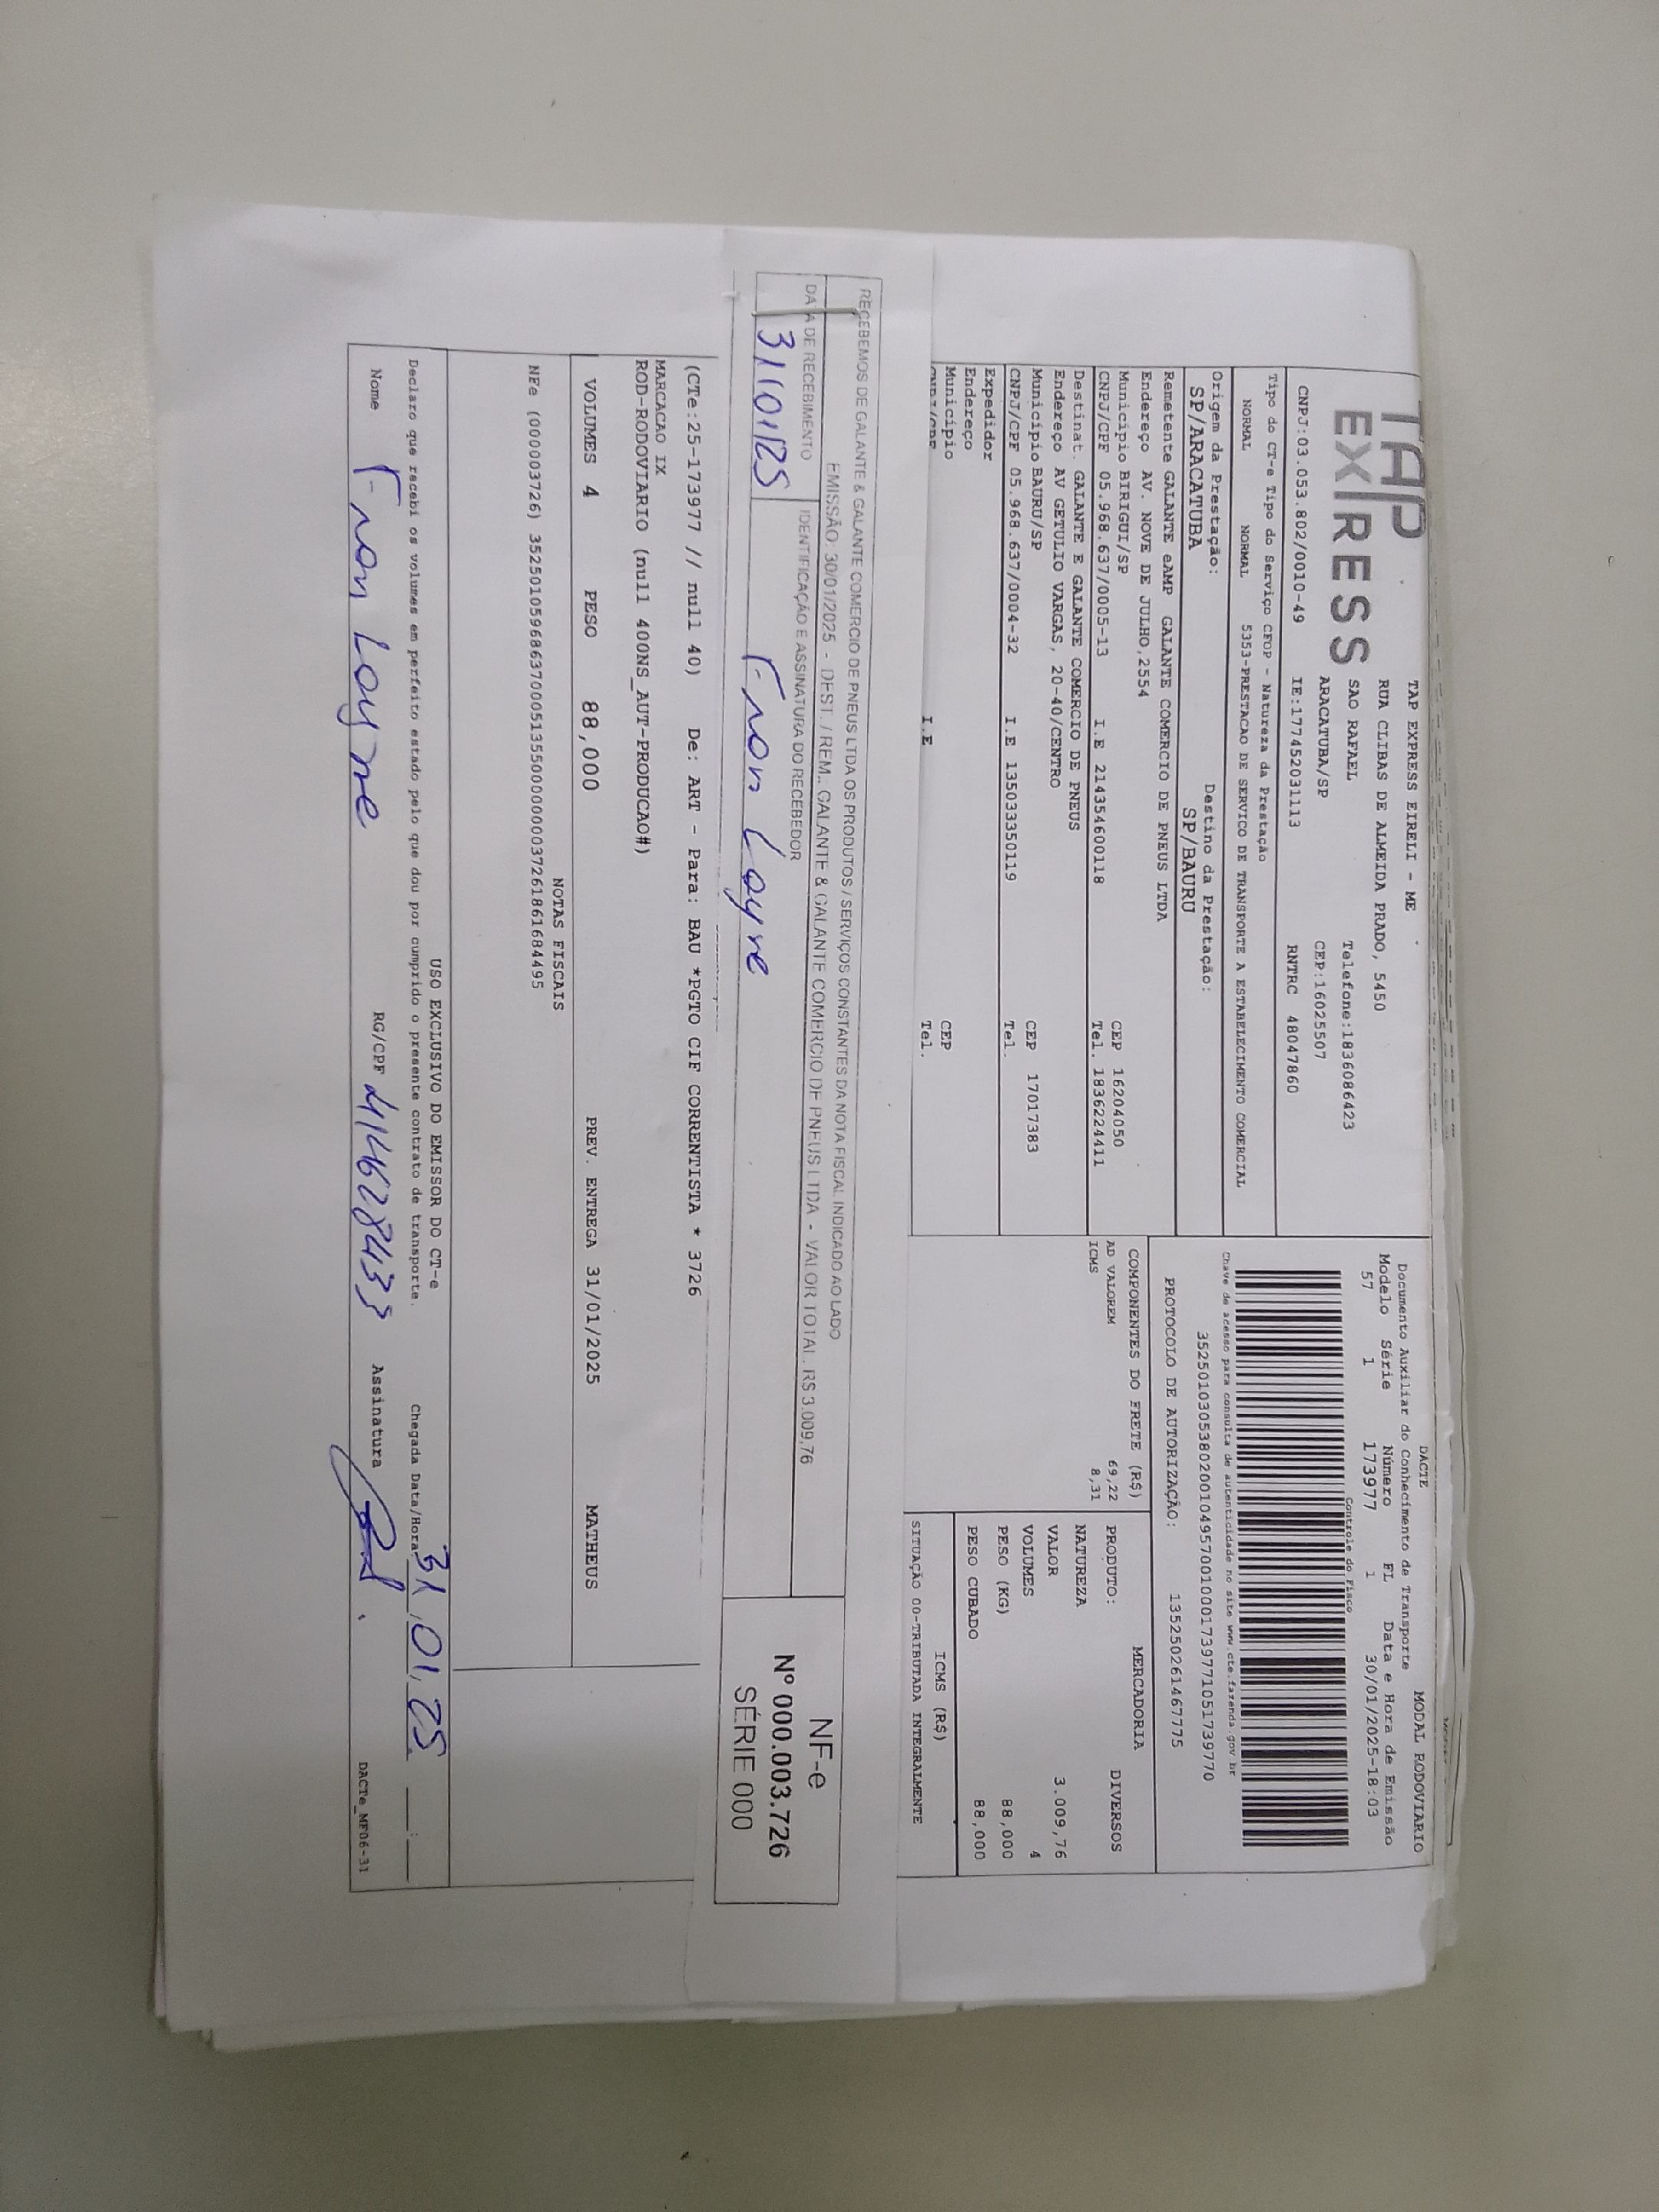 TAP
EXPRESS
TAP EXPRESS EIRELI - ME
RUA CLIBAS DE ALMEIDA PRADO, 5450
SAO RAFAEL
Telefone:1836086423
ARACATUBA/SP
CEP:16025507
CNPJ:03.053.802/0010-49
IE:177452031113
RNTRC 48047860
Tipo do CT-e Tipo do Serviço CFOP - Natureza da Prestação
NORMAL NORMAL 5353-PRESTACAO DE SERVICO DE TRANSPORTE A ESTABELECIMENTO COMERCIAL
Origem da Prestação:
Destino da Prestação:
SP/ARACATUBA
SP/BAURU
Remetente GALANTE eAMP GALANTE COMERCIO DE PNEUS LTDA
Endereço AV. NOVE DE JULHO,2554
Município BIRIGUI/SP
CEP 16204050
CNPJ/CPF 05.968.637/0005-13
I.E 214354600118
Tel. 1836224411
Destinat. GALANTE E GALANTE COMERCIO DE PNEUS
Endereço AV GETULIO VARGAS, 20-40/CENTRO
Município BAURU/SP
CEP 17017383
CNPJ/CPF 05.968.637/0004-32
I.E 135033350119
Tel.
Expedidor
Endereço
Município
CEP
CNPJ/CPF
I.E
Tel.
DACTE
MODAL RODOVIARIO
Documento Auxiliar do Conhecimento de Transporte
Modelo Série Número FL Data e Hora de Emissão
57 1 173977 1 30/01/2025-18:03
Controle do Fisco
Chave de acesso para consulta de autenticidade no site www.cte.fazenda.gov.br
35250103053802001049570010001739771051739770
PROTOCOLO DE AUTORIZAÇÃO: 135250261467775
COMPONENTES DO FRETE (R$)
AD VALOREM 69,22
ICMS 8,31
MERCADORIA
PRODUTO: DIVERSOS
NATUREZA
VALOR 3.009,76
VOLUMES 4
PESO (KG) 88,000
PESO CUBADO 88,000
ICMS (R$)
SITUAÇÃO 00-TRIBUTADA INTEGRALMENTE
RECEBEMOS DE GALANTE & GALANTE COMERCIO DE PNEUS LTDA OS PRODUTOS / SERVIÇOS CONSTANTES DA NOTA FISCAL INDICADO AO LADO
EMISSÃO: 30/01/2025 - DEST. / REM.: GALANTE & GALANTE COMERCIO DE PNEUS LTDA - VALOR TOTAL: R$ 3.009,76
DATA DE RECEBIMENTO
IDENTIFICAÇÃO E ASSINATURA DO RECEBEDOR
31/01/25
NF-e
Nº 000.003.726
SÉRIE 000
(CTe:25-173977 // null 40) De: ART - Para: BAU *PGTO CIF CORRENTISTA * 3726
MARCACAO IX
ROD-RODOVIARIO (null 400NS_AUT-PRODUCAO#)
VOLUMES 4 PESO 88,000 PREV. ENTREGA 31/01/2025 MATHEUS
NOTAS FISCAIS
NFe (000003726) 35250105968637000513550000000037261861684495
USO EXCLUSIVO DO EMISSOR DO CT-e
Declaro que recebi os volumes em perfeito estado pelo que dou por cumprido o presente contrato de transporte.
Chegada Data/Hora: 31/01/25 __:__
Nome
RG/CPF 414628433
Assinatura
DACTe_MF06-31